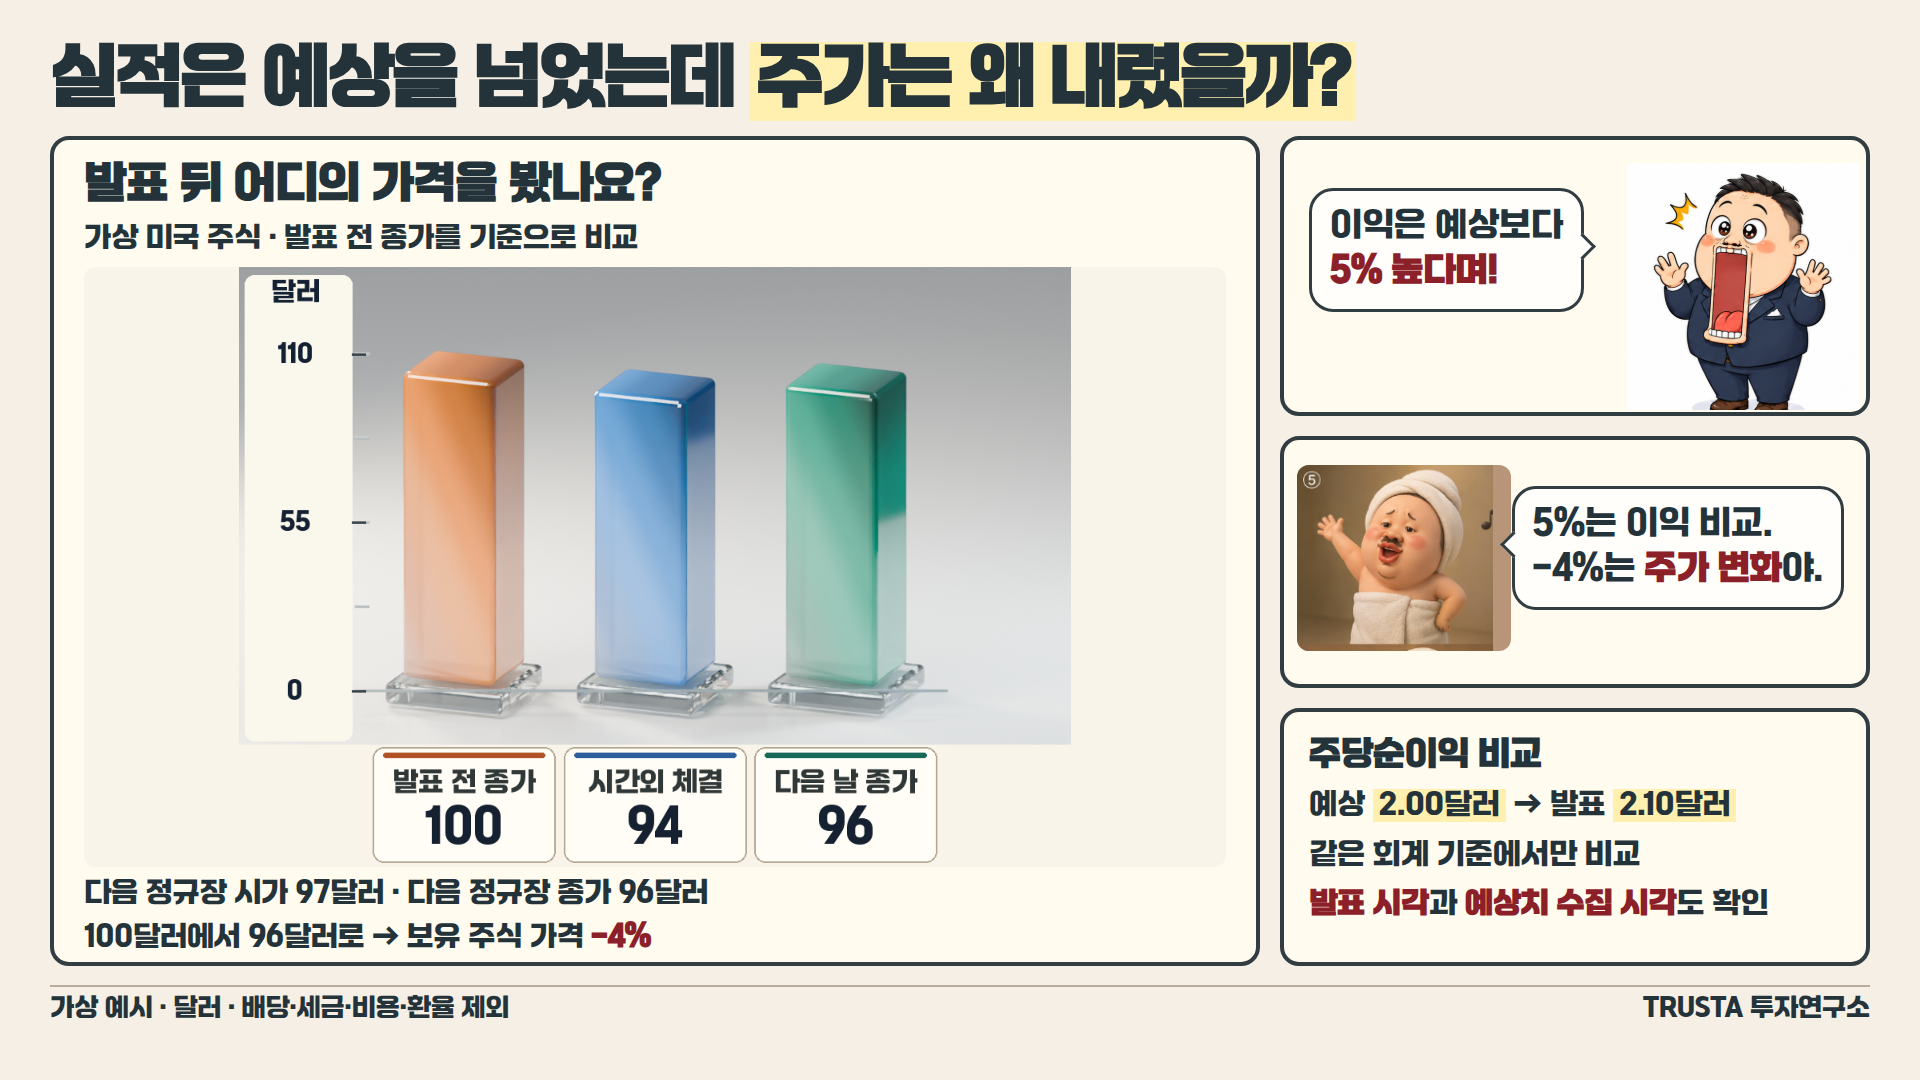 실적은 예상을 넘었는데 주가는 왜 내렸을까?
발표 뒤 어디의 가격을 봤나요?
가상 미국 주식 · 발표 전 종가를 기준으로 비교
달러
110
55
0
발표 전 종가
100
시간외 체결
94
다음 날 종가
96
다음 정규장 시가 97달러 · 다음 정규장 종가 96달러
100달러에서 96달러로 → 보유 주식 가격 −4%
이익은 예상보다
5% 높다며!
⑤
5%는 이익 비교.
−4%는 주가 변화야.
주당순이익 비교
예상 2.00달러 → 발표 2.10달러
같은 회계 기준에서만 비교
발표 시각과 예상치 수집 시각도 확인
가상 예시 · 달러 · 배당·세금·비용·환율 제외
TRUSTA 투자연구소